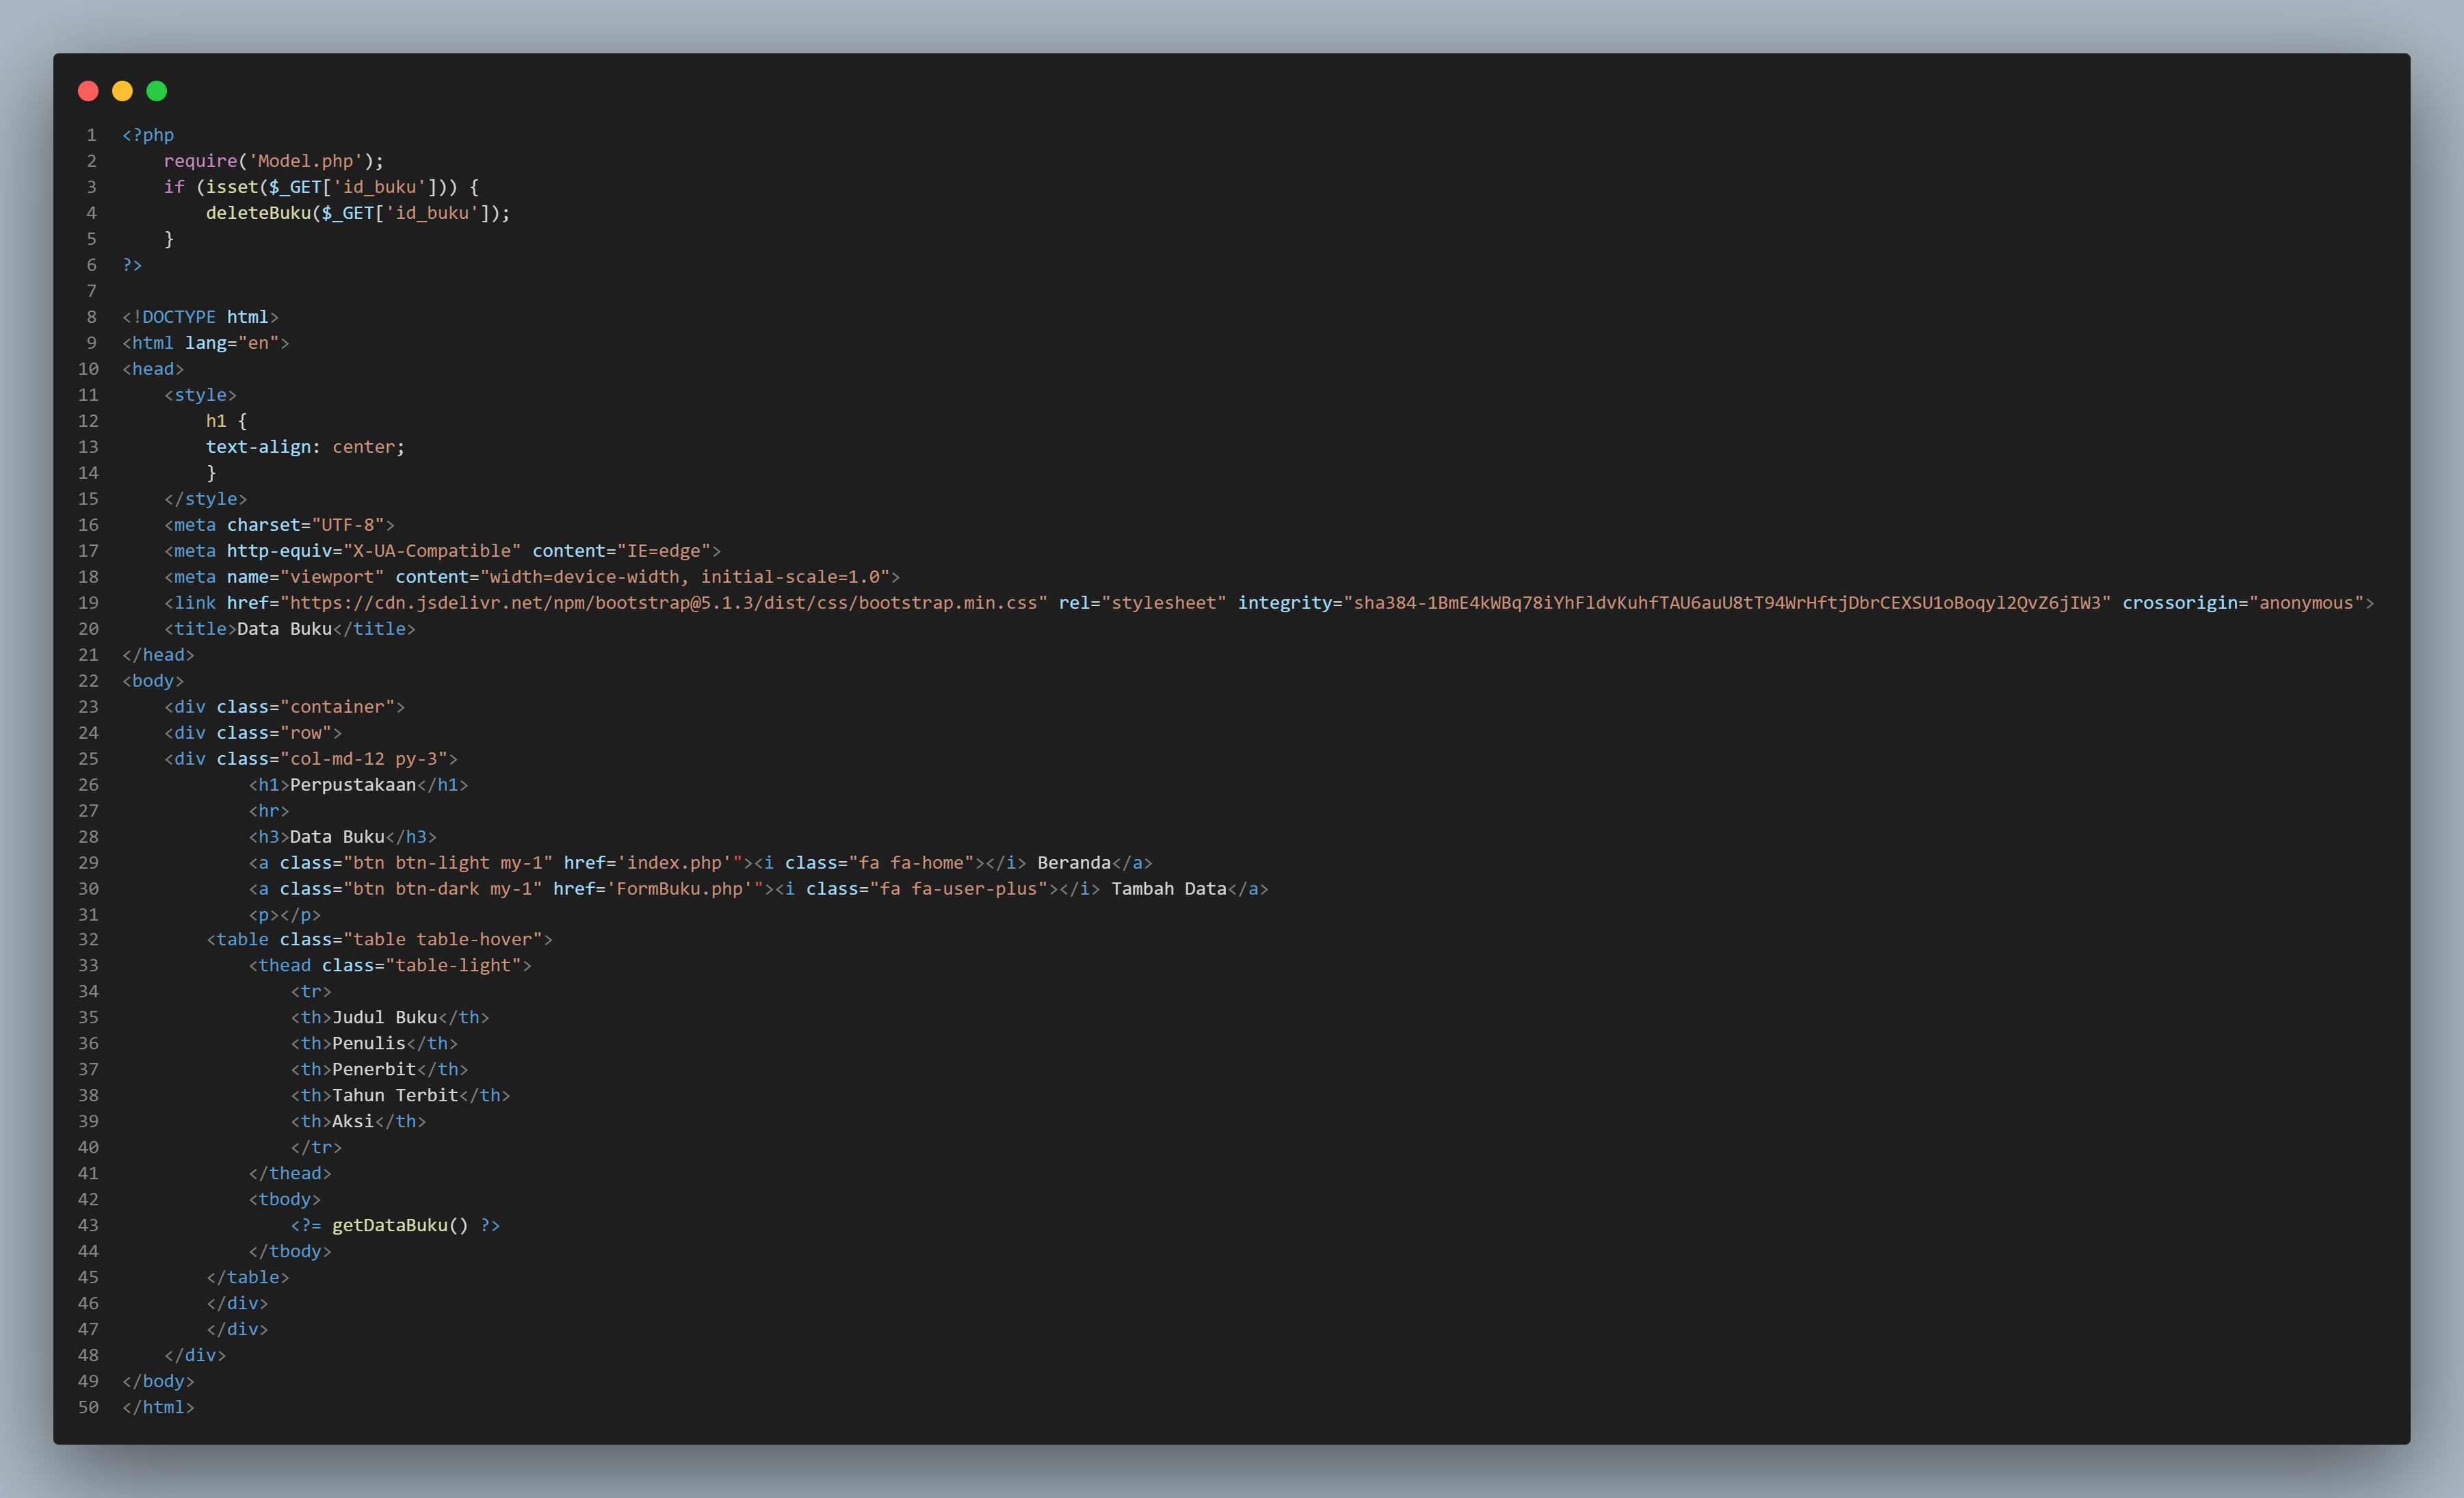 1 <?php
2     require('Model.php');
3     if (isset($_GET['id_buku'])) {
4         deleteBuku($_GET['id_buku']);
5     }
6 ?>
7
8 <!DOCTYPE html>
9 <html lang="en">
10 <head>
11     <style>
12         h1 {
13         text-align: center;
14         }
15     </style>
16     <meta charset="UTF-8">
17     <meta http-equiv="X-UA-Compatible" content="IE=edge">
18     <meta name="viewport" content="width=device-width, initial-scale=1.0">
19     <link href="https://cdn.jsdelivr.net/npm/bootstrap@5.1.3/dist/css/bootstrap.min.css" rel="stylesheet" integrity="sha384-1BmE4kWBq78iYhFldvKuhfTAU6auU8tT94WrHftjDbrCEXSU1oBoqyl2QvZ6jIW3" crossorigin="anonymous">
20     <title>Data Buku</title>
21 </head>
22 <body>
23     <div class="container">
24     <div class="row">
25     <div class="col-md-12 py-3">
26             <h1>Perpustakaan</h1>
27             <hr>
28             <h3>Data Buku</h3>
29             <a class="btn btn-light my-1" href='index.php'"><i class="fa fa-home"></i> Beranda</a>
30             <a class="btn btn-dark my-1" href='FormBuku.php'"><i class="fa fa-user-plus"></i> Tambah Data</a>
31             <p></p>
32         <table class="table table-hover">
33             <thead class="table-light">
34                 <tr>
35                 <th>Judul Buku</th>
36                 <th>Penulis</th>
37                 <th>Penerbit</th>
38                 <th>Tahun Terbit</th>
39                 <th>Aksi</th>
40                 </tr>
41             </thead>
42             <tbody>
43                 <?= getDataBuku() ?>
44             </tbody>
45         </table>
46         </div>
47         </div>
48     </div>
49 </body>
50 </html>